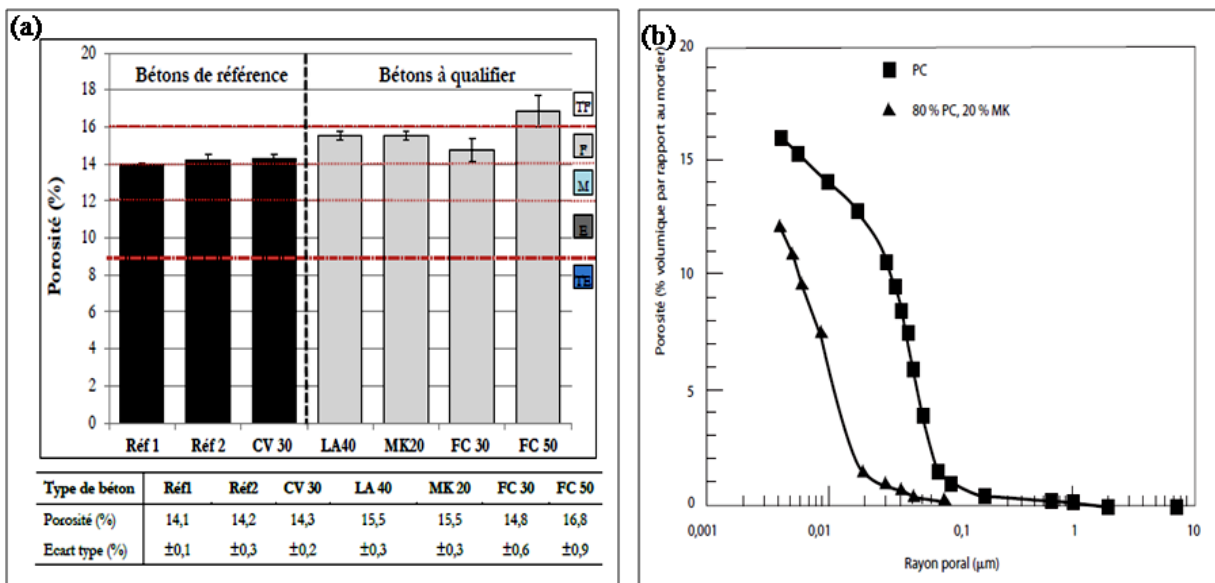 (a)
20
18
16
14
12
10
8
6
4
2
0
Porosité (%)
Bétons de référence
Bétons à qualifier
TF
F
M
E
TE
Réf 1 Réf 2 CV 30 LA40 MK20 FC 30 FC 50
Type de béton Réf1 Réf2 CV 30 LA 40 MK 20 FC 30 FC 50
Porosité (%) 14,1 14,2 14,3 15,5 15,5 14,8 16,8
Ecart type (%) ±0,1 ±0,3 ±0,2 ±0,3 ±0,3 ±0,6 ±0,9
(b)
20
15
10
5
0
Porosité (% volumique par rapport au mortier)
PC
80 % PC, 20 % MK
0,001 0,01 0,1 1 10
Rayon poral (µm)